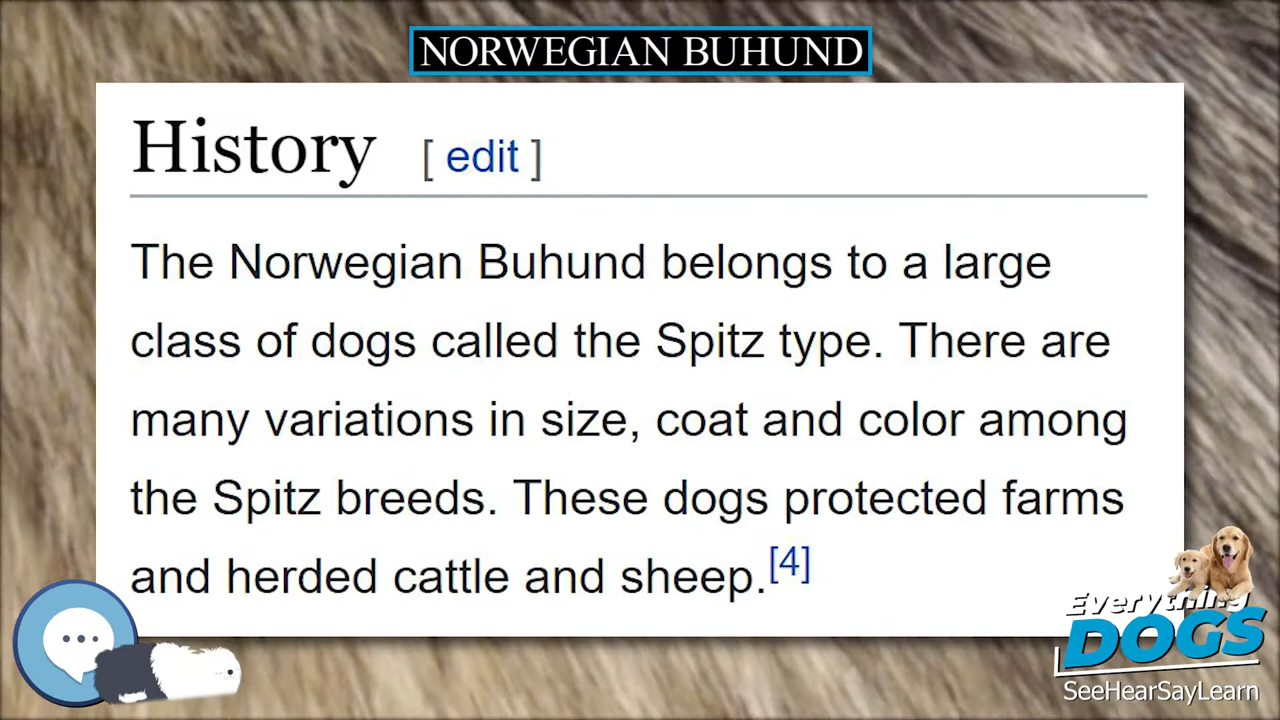 NORWEGIAN BUHUND
History [ edit ]
The Norwegian Buhund belongs to a large
class of dogs called the Spitz type. There are
many variations in size, coat and color among
the Spitz breeds. These dogs protected farms
and herded cattle and sheep.[4]
Everything
DOGS
SeeHearSayLearn